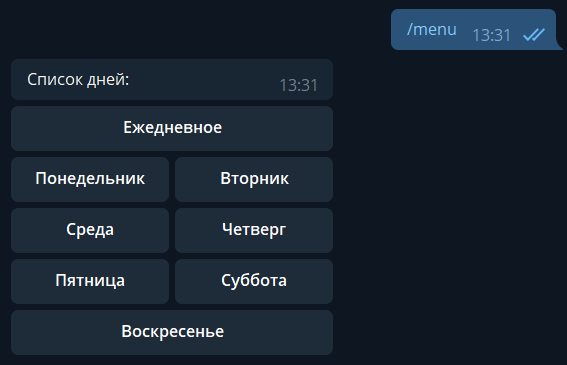 /menu 13:31
Список дней: 13:31
Ежедневное
Понедельник Вторник
Среда Четверг
Пятница Суббота
Воскресенье